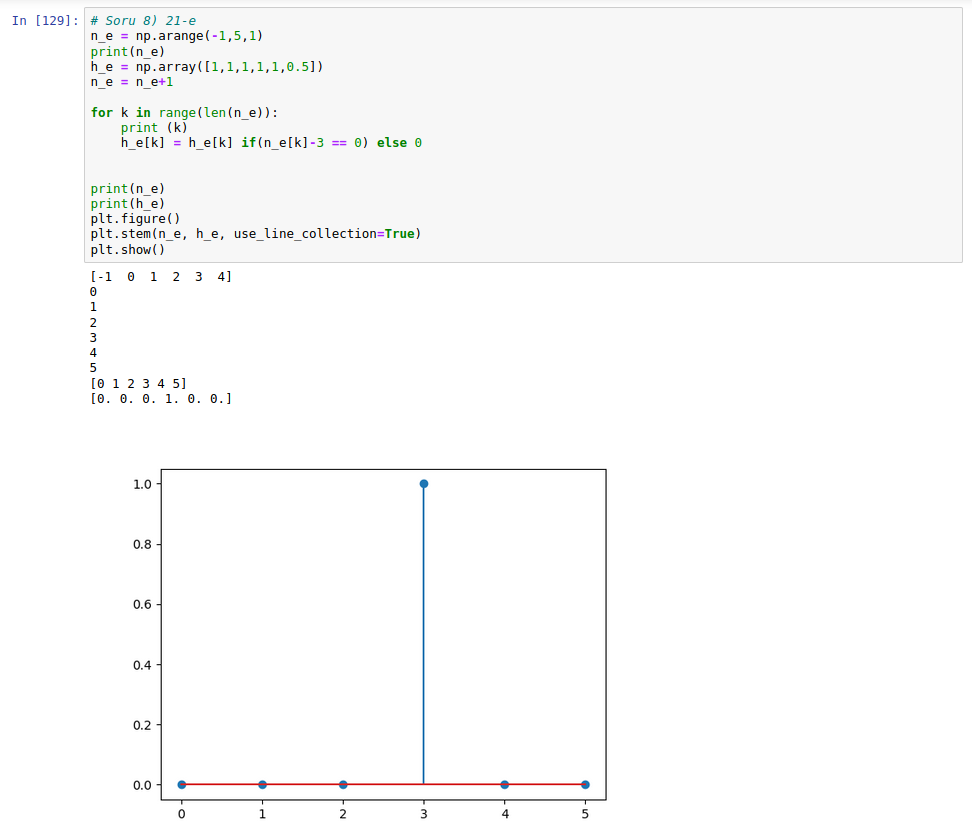 In [129]:
# Soru 8) 21-e
n_e = np.arange(-1,5,1)
print(n_e)
h_e = np.array([1,1,1,1,1,0.5])
n_e = n_e+1
for k in range(len(n_e)):
    print (k)
    h_e[k] = h_e[k] if(n_e[k]-3 == 0) else 0
print(n_e)
print(h_e)
plt.figure()
plt.stem(n_e, h_e, use_line_collection=True)
plt.show()
[-1  0  1  2  3  4]
0
1
2
3
4
5
[0 1 2 3 4 5]
[0. 0. 0. 1. 0. 0.]
1.0
0.8
0.6
0.4
0.2
0.0
0 1 2 3 4 5